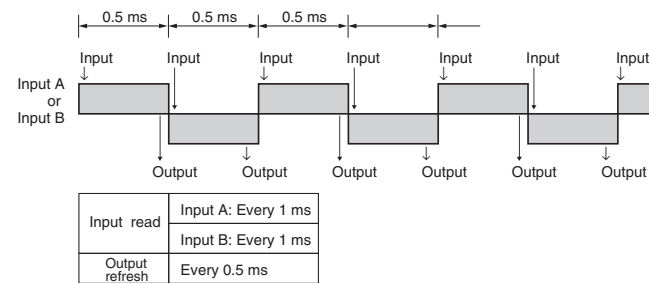 0.5 ms 0.5 ms 0.5 ms
Input Input Input Input Input Input Input
Input A
or
Input B
Output Output Output Output Output Output
Input read
Input A: Every 1 ms
Input B: Every 1 ms
Output
refresh
Every 0.5 ms